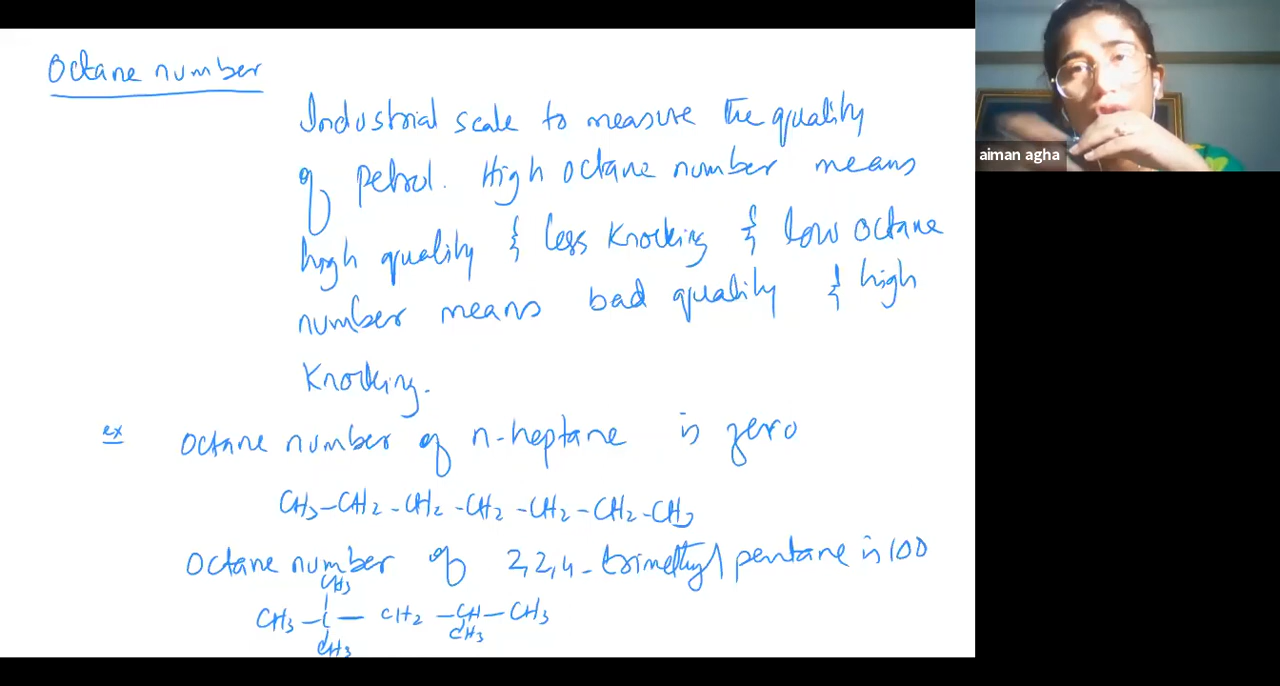 Octane number
Industrial scale to measure the quality
of petrol. High octane number means
high quality & less knocking & low octane
number means bad quality & high
knocking.
ex octane number of n-heptane is zero
CH3-CH2-CH2-CH2-CH2-CH2-CH3
Octane number of 2,2,4-trimethyl pentane is 100
CH3
CH3-C-CH2-CH-CH3
CH3 CH3
aiman agha